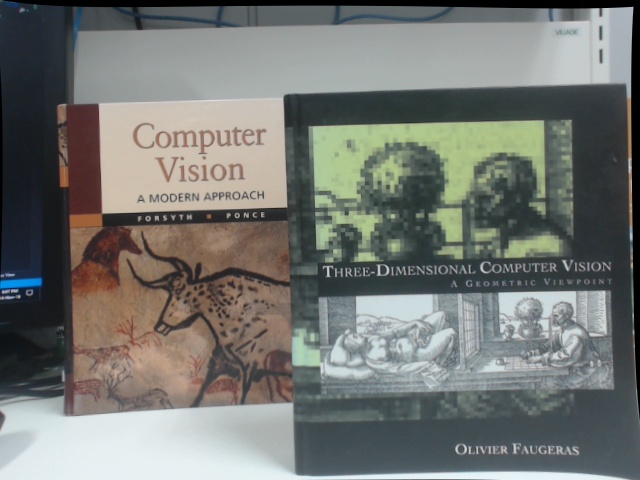 Computer
Vision
A MODERN APPROACH
FORSYTH ▪ PONCE
THREE-DIMENSIONAL COMPUTER VISION
A GEOMETRIC VIEWPOINT
OLIVIER FAUGERAS